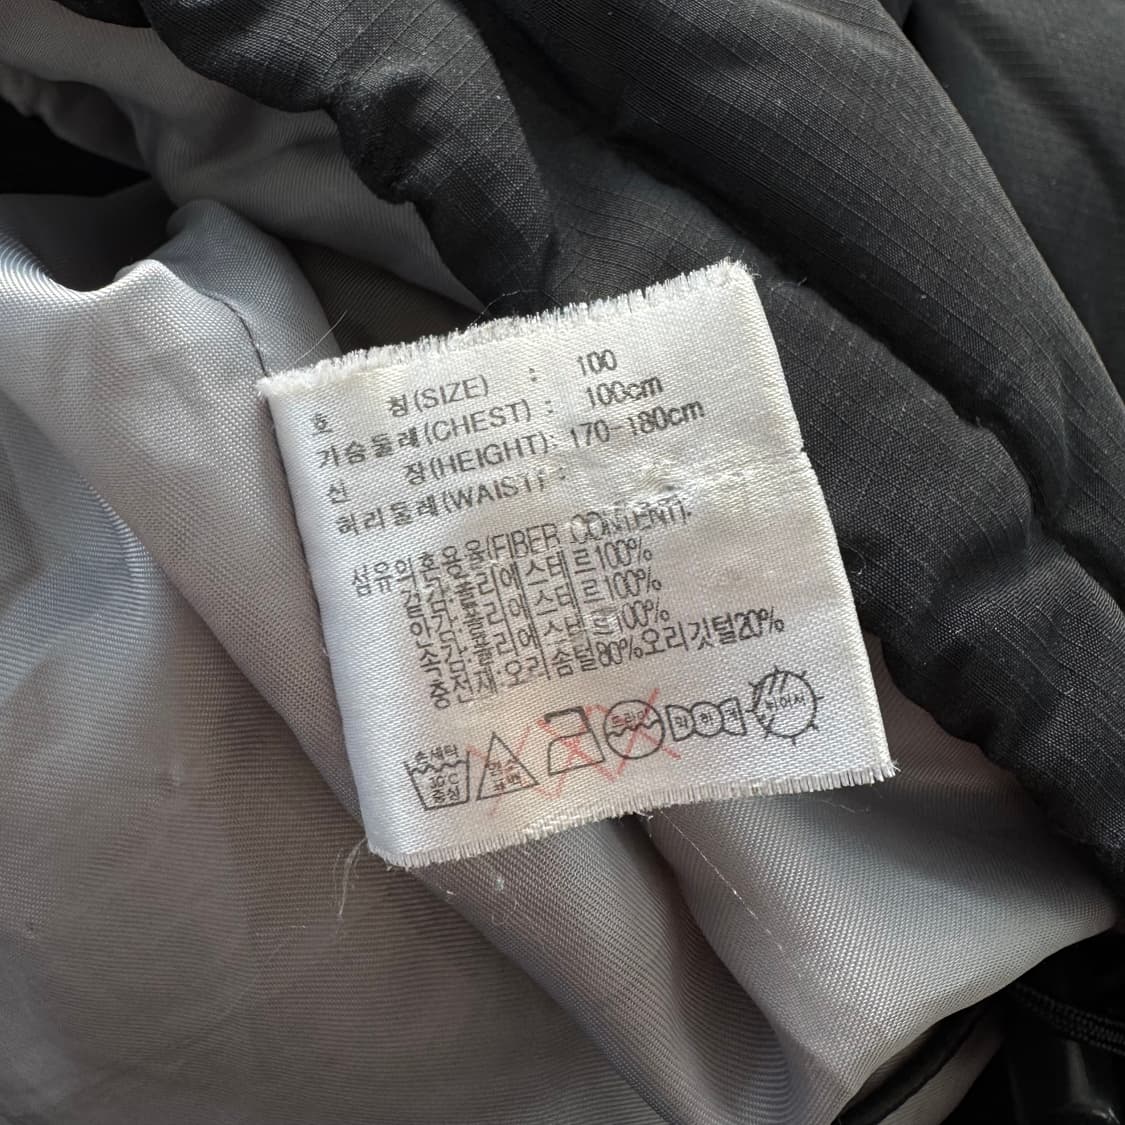 호 칭(SIZE) : 100
가슴둘레(CHEST) : 100cm
신 장(HEIGHT): 170-180cm
허리둘레(WAIST) :
섬유의혼용율(FIBER CONTENT):
겉감:폴리에스테르100%
안감:폴리에스테르100%
속감:폴리에스테르100%
충전재:오리솜털80%오리깃털20%
손세탁
드라이